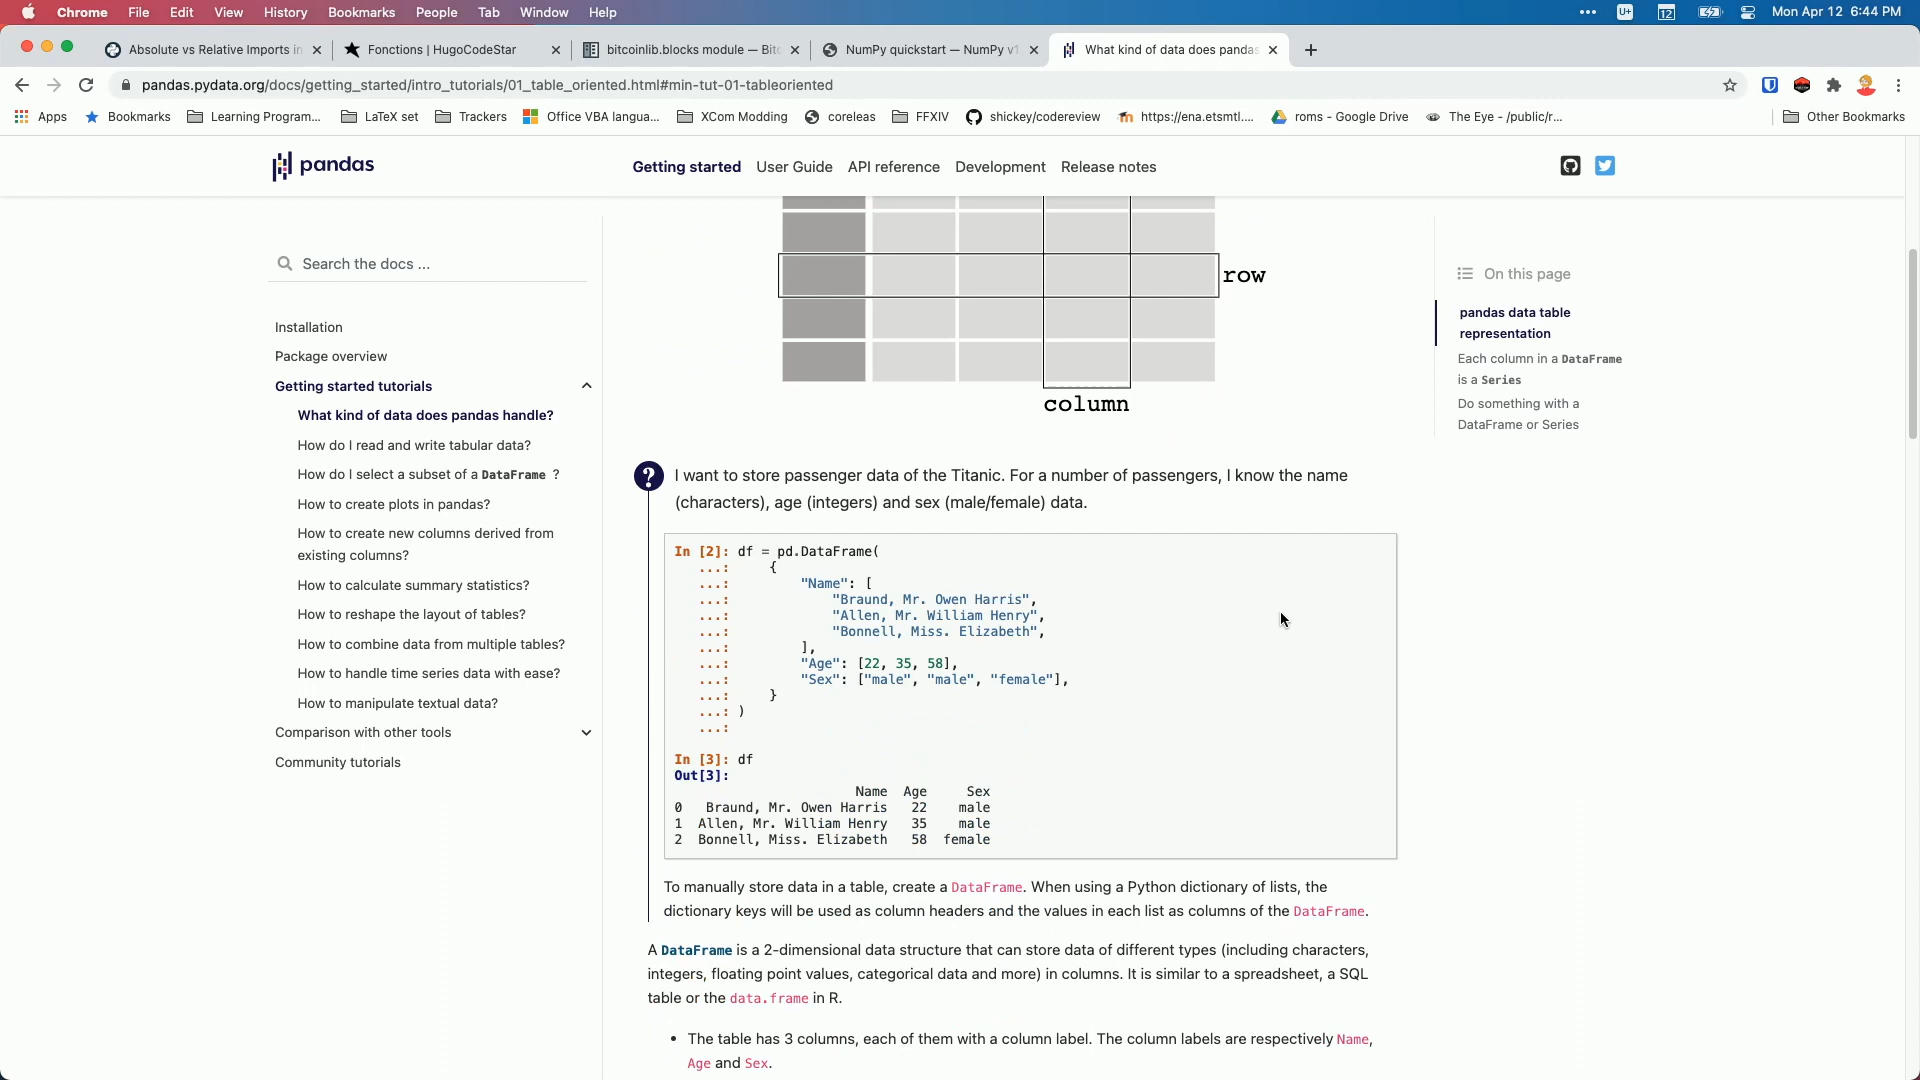 Chrome File Edit View History Bookmarks People Tab Window Help
U+ 12 Mon Apr 12 6:44 PM
Absolute vs Relative Imports in
Fonctions | HugoCodeStar
bitcoinlib.blocks module — Bitc
NumPy quickstart — NumPy v1
What kind of data does pandas
pandas.pydata.org/docs/getting_started/intro_tutorials/01_table_oriented.html#min-tut-01-tableoriented
Apps Bookmarks Learning Program... LaTeX set Trackers Office VBA langua... XCom Modding coreleas FFXIV shickey/codereview https://ena.etsmtl.... roms - Google Drive The Eye - /public/r... Other Bookmarks
pandas
Getting started User Guide API reference Development Release notes
Search the docs ...
Installation
Package overview
Getting started tutorials
What kind of data does pandas handle?
How do I read and write tabular data?
How do I select a subset of a DataFrame ?
How to create plots in pandas?
How to create new columns derived from
existing columns?
How to calculate summary statistics?
How to reshape the layout of tables?
How to combine data from multiple tables?
How to handle time series data with ease?
How to manipulate textual data?
Comparison with other tools
Community tutorials
row
column
? I want to store passenger data of the Titanic. For a number of passengers, I know the name
(characters), age (integers) and sex (male/female) data.
In [2]: df = pd.DataFrame(
...: {
...: "Name": [
...: "Braund, Mr. Owen Harris",
...: "Allen, Mr. William Henry",
...: "Bonnell, Miss. Elizabeth",
...: ],
...: "Age": [22, 35, 58],
...: "Sex": ["male", "male", "female"],
...: }
...: )
...:
In [3]: df
Out[3]:
Name Age Sex
0 Braund, Mr. Owen Harris 22 male
1 Allen, Mr. William Henry 35 male
2 Bonnell, Miss. Elizabeth 58 female
To manually store data in a table, create a DataFrame. When using a Python dictionary of lists, the
dictionary keys will be used as column headers and the values in each list as columns of the DataFrame.
A DataFrame is a 2-dimensional data structure that can store data of different types (including characters,
integers, floating point values, categorical data and more) in columns. It is similar to a spreadsheet, a SQL
table or the data.frame in R.
• The table has 3 columns, each of them with a column label. The column labels are respectively Name,
Age and Sex.
On this page
pandas data table
representation
Each column in a DataFrame
is a Series
Do something with a
DataFrame or Series